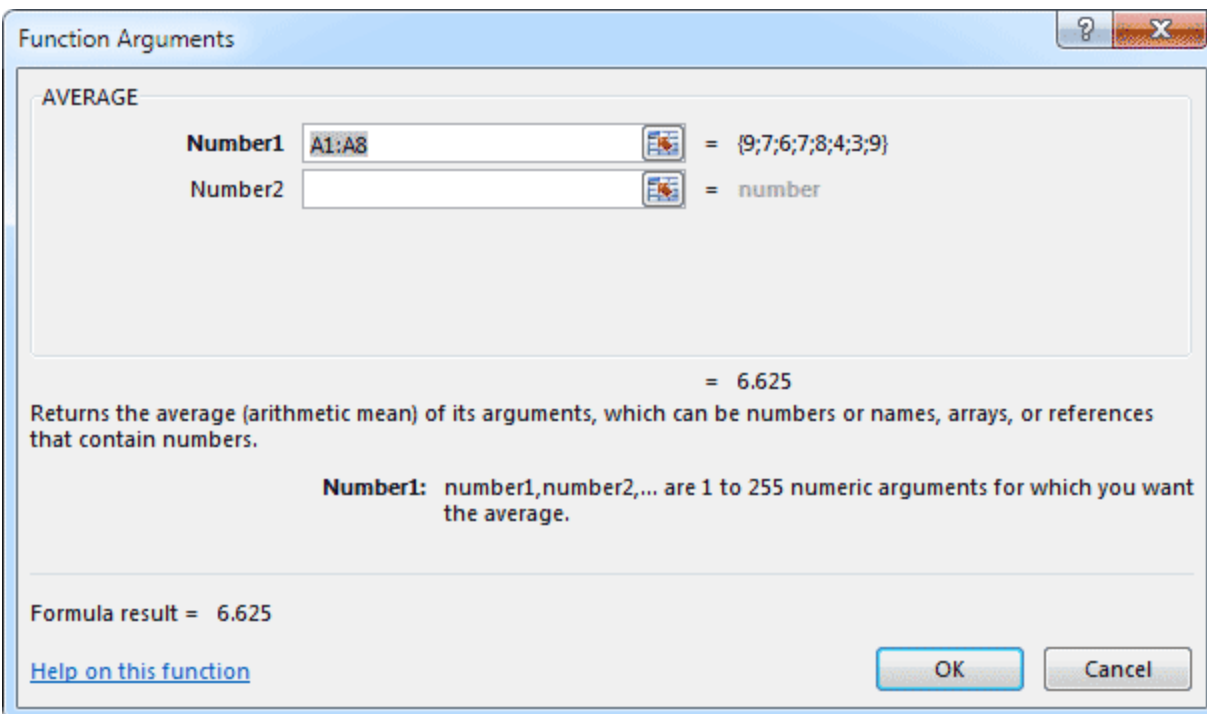 Function Arguments
?
X
AVERAGE
Number1 A1:A8 = {9;7;6;7;8;4;3;9}
Number2 = number
= 6.625
Returns the average (arithmetic mean) of its arguments, which can be numbers or names, arrays, or references
that contain numbers.
Number1: number1,number2,... are 1 to 255 numeric arguments for which you want
the average.
Formula result = 6.625
Help on this function
OK
Cancel